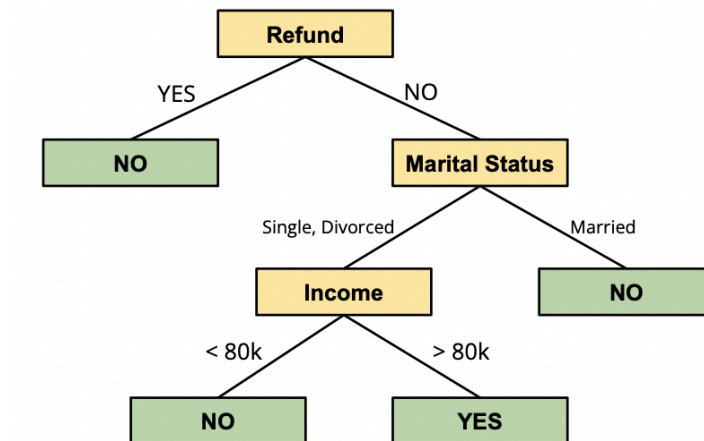 Refund
YES
NO
NO
Marital Status
Single, Divorced
Married
Income
NO
< 80k
> 80k
NO
YES